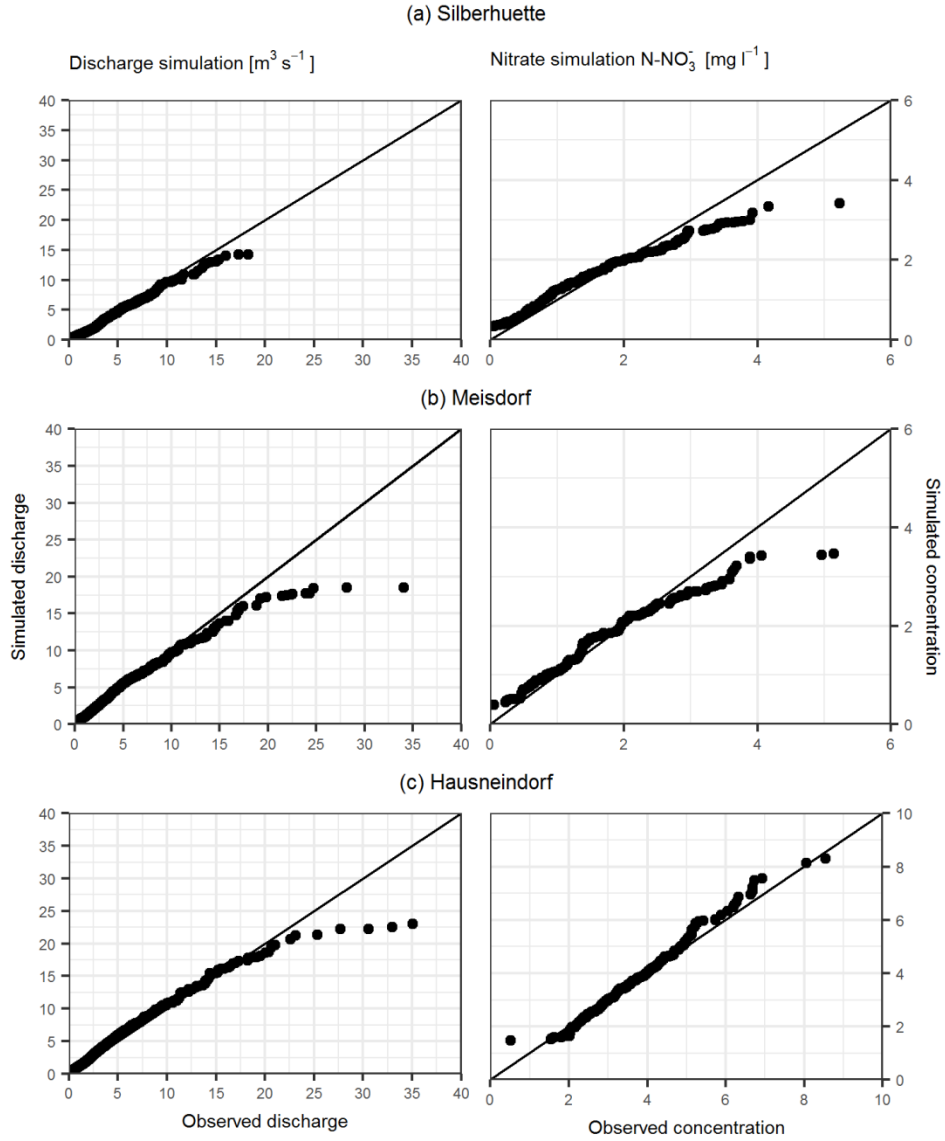 (a) Silberhuette
Discharge simulation [m³ s⁻¹]
Nitrate simulation N-NO₃⁻ [mg l⁻¹]
40
35
30
25
20
15
10
5
0
0 5 10 15 20 25 30 35 40
6
4
2
0
0 2 4 6
(b) Meisdorf
Simulated discharge
40
35
30
25
20
15
10
5
0
0 5 10 15 20 25 30 35 40
6
4
2
0
0 2 4 6
Simulated concentration
(c) Hausneindorf
40
35
30
25
20
15
10
5
0
0 5 10 15 20 25 30 35 40
10
8
6
4
2
0
0 2 4 6 8 10
Observed discharge
Observed concentration